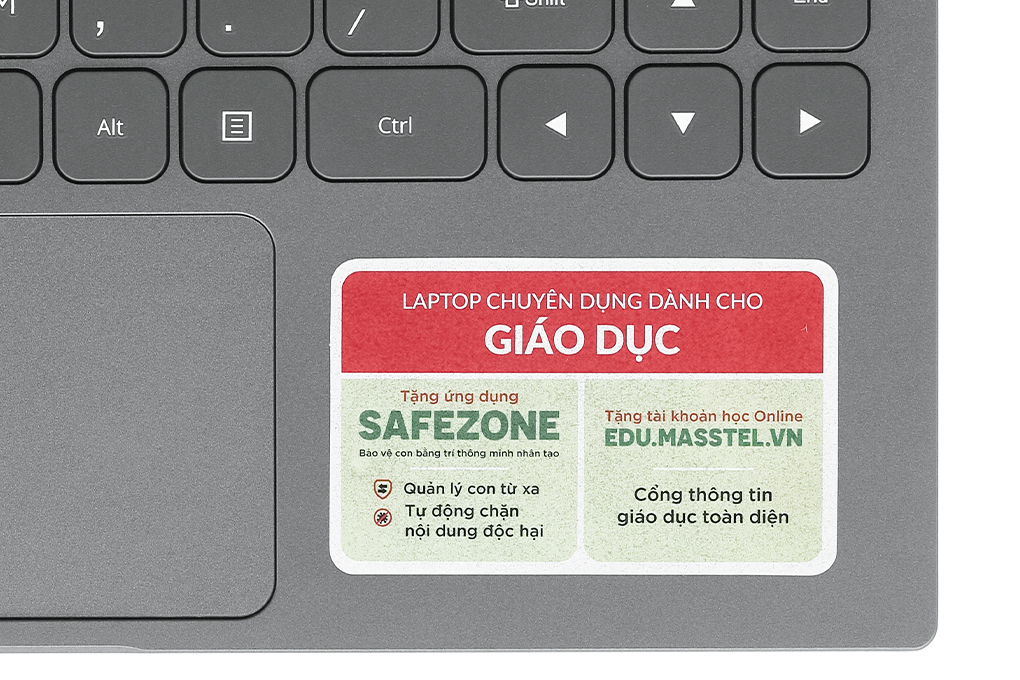 , . / Shift
Alt Ctrl
LAPTOP CHUYÊN DỤNG DÀNH CHO
GIÁO DỤC
Tặng ứng dụng
SAFEZONE
Bảo vệ con bằng trí thông minh nhân tạo
Quản lý con từ xa
Tự động chặn
nội dung độc hại
Tặng tài khoản học Online
EDU.MASSTEL.VN
Cổng thông tin
giáo dục toàn diện